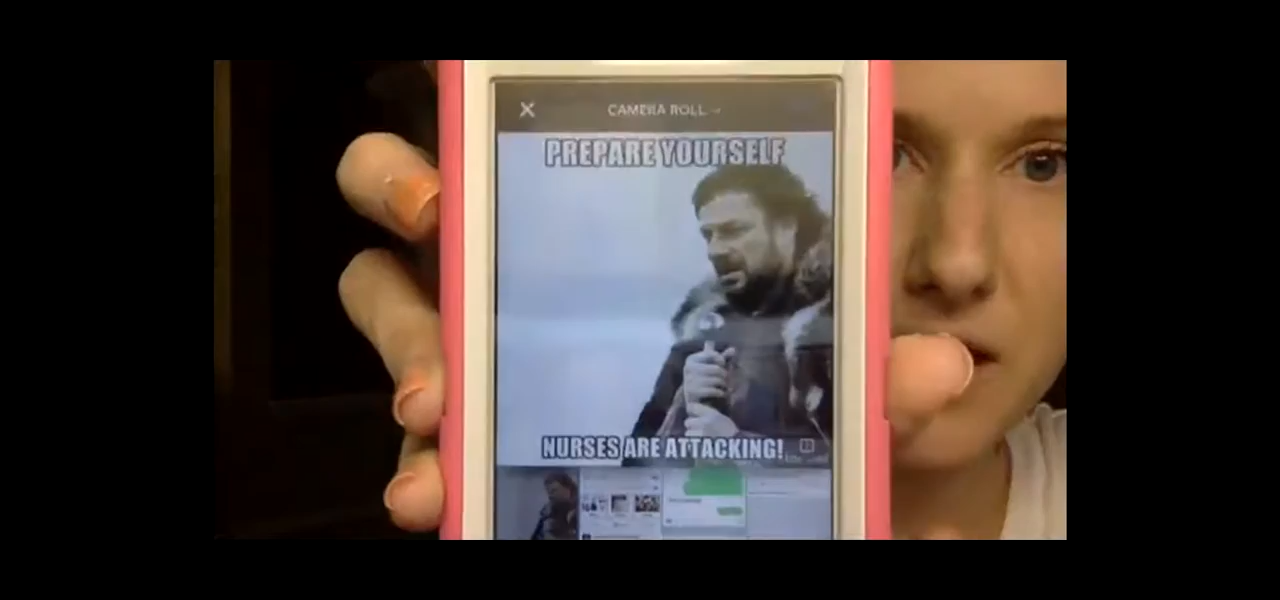 CAMERA ROLL
PREPARE YOURSELF
NURSES ARE ATTACKING!